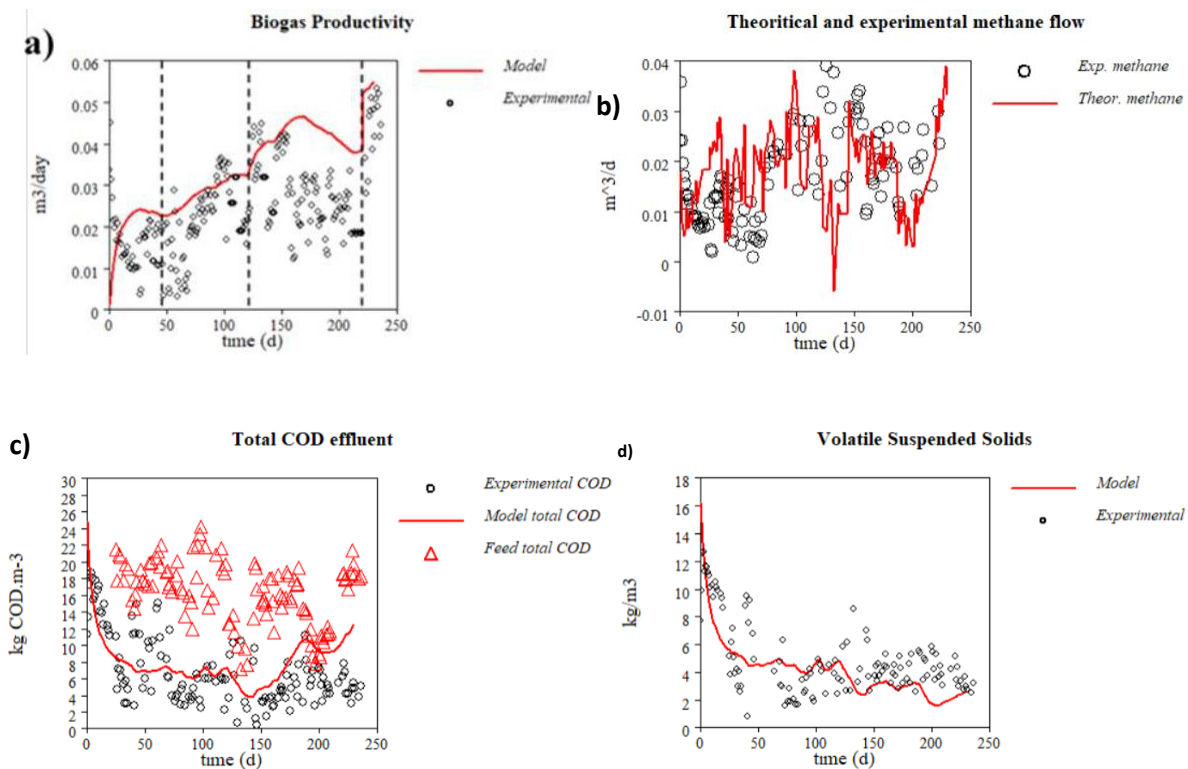 a)
Biogas Productivity
0.06
0.05
0.04
0.03
0.02
0.01
0
m3/day
0
50
100
150
200
250
time (d)
Model
Experimental
b)
Theoritical and experimental methane flow
0.04
0.03
0.02
0.01
0
-0.01
m^3/d
0
50
100
150
200
250
time (d)
Exp. methane
Theor. methane
c)
Total COD effluent
30
28
26
24
22
20
18
16
14
12
10
8
6
4
2
0
kg COD.m-3
0
50
100
150
200
250
time (d)
Experimental COD
Model total COD
Feed total COD
d)
Volatile Suspended Solids
18
16
14
12
10
8
6
4
2
0
kg/m3
0
50
100
150
200
250
time (d)
Model
Experimental